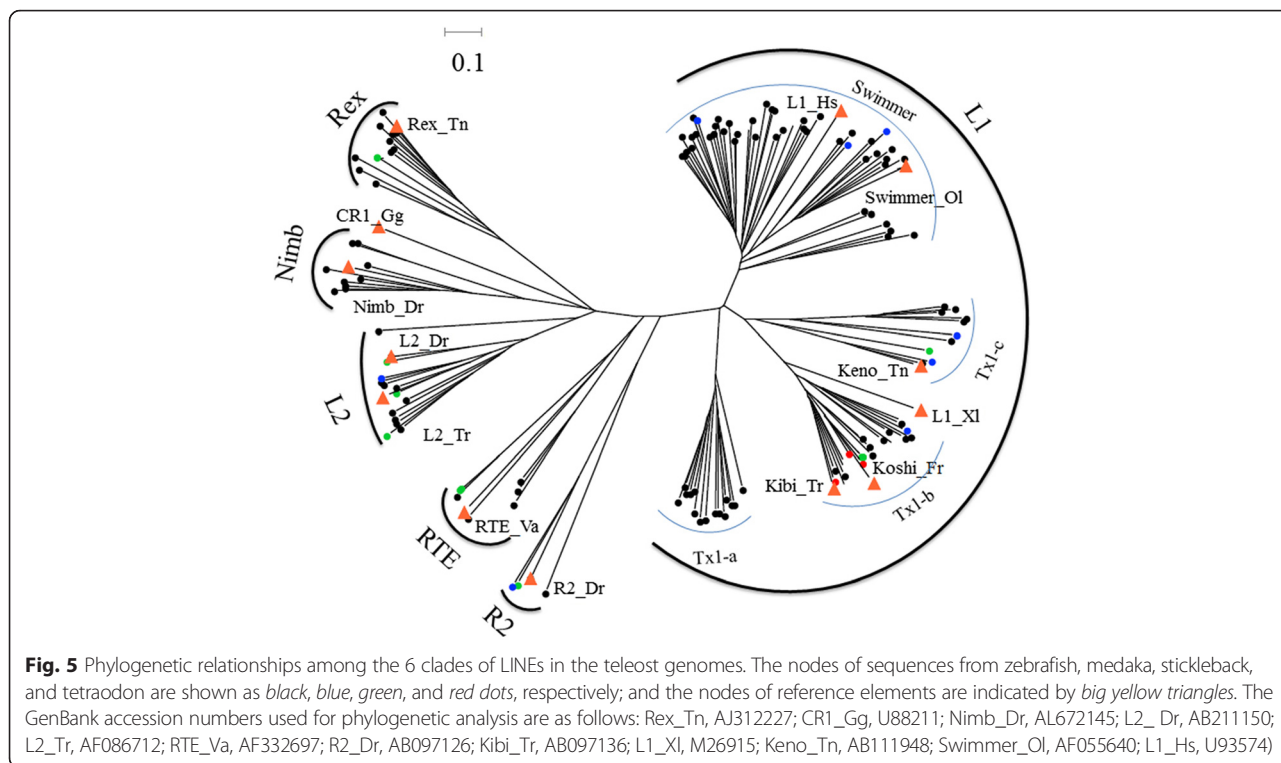 0.1
Rex
Rex_Tn
CR1_Gg
Nimb
Nimb_Dr
L2_Dr
L2
L2_Tr
RTE_Va
RTE
R2_Dr
R2
L1_Hs
Swimmer
L1
Swimmer_Ol
Keno_Tn
Tx1-c
L1_Xl
Koshi_Fr
Kibi_Tr
Tx1-b
Tx1-a
Fig. 5 Phylogenetic relationships among the 6 clades of LINEs in the teleost genomes. The nodes of sequences from zebrafish, medaka, stickleback,
and tetraodon are shown as black, blue, green, and red dots, respectively; and the nodes of reference elements are indicated by big yellow triangles. The
GenBank accession numbers used for phylogenetic analysis are as follows: Rex_Tn, AJ312227; CR1_Gg, U88211; Nimb_Dr, AL672145; L2_ Dr, AB211150;
L2_Tr, AF086712; RTE_Va, AF332697; R2_Dr, AB097126; Kibi_Tr, AB097136; L1_Xl, M26915; Keno_Tn, AB111948; Swimmer_Ol, AF055640; L1_Hs, U93574)